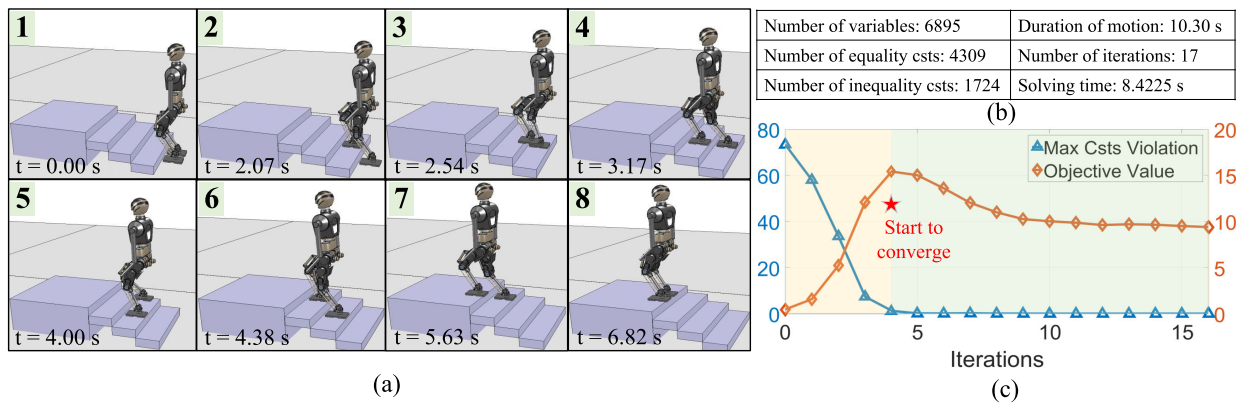 1
2
3
4
t = 0.00 s
t = 2.07 s
t = 2.54 s
t = 3.17 s
5
6
7
8
t = 4.00 s
t = 4.38 s
t = 5.63 s
t = 6.82 s
(a)
Number of variables: 6895
Duration of motion: 10.30 s
Number of equality csts: 4309
Number of iterations: 17
Number of inequality csts: 1724
Solving time: 8.4225 s
(b)
80
60
40
20
0
20
15
10
5
0
Max Csts Violation
Objective Value
Start to
converge
0
5
10
15
Iterations
(c)